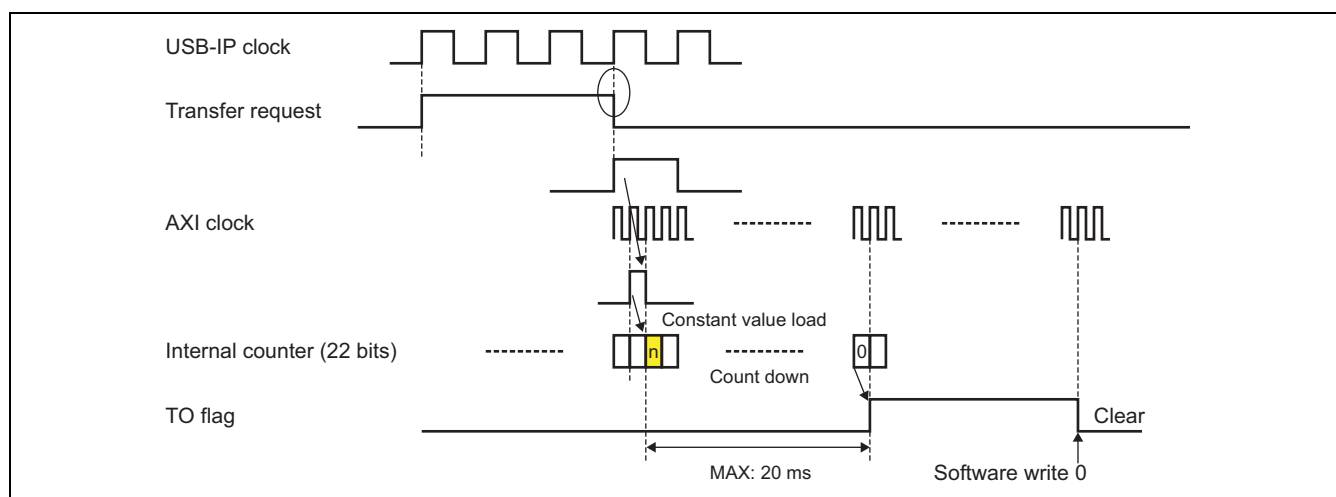 USB-IP clock
Transfer request
AXI clock
Constant value load
Internal counter (22 bits)
n
0
Count down
TO flag
Clear
MAX: 20 ms
Software write 0